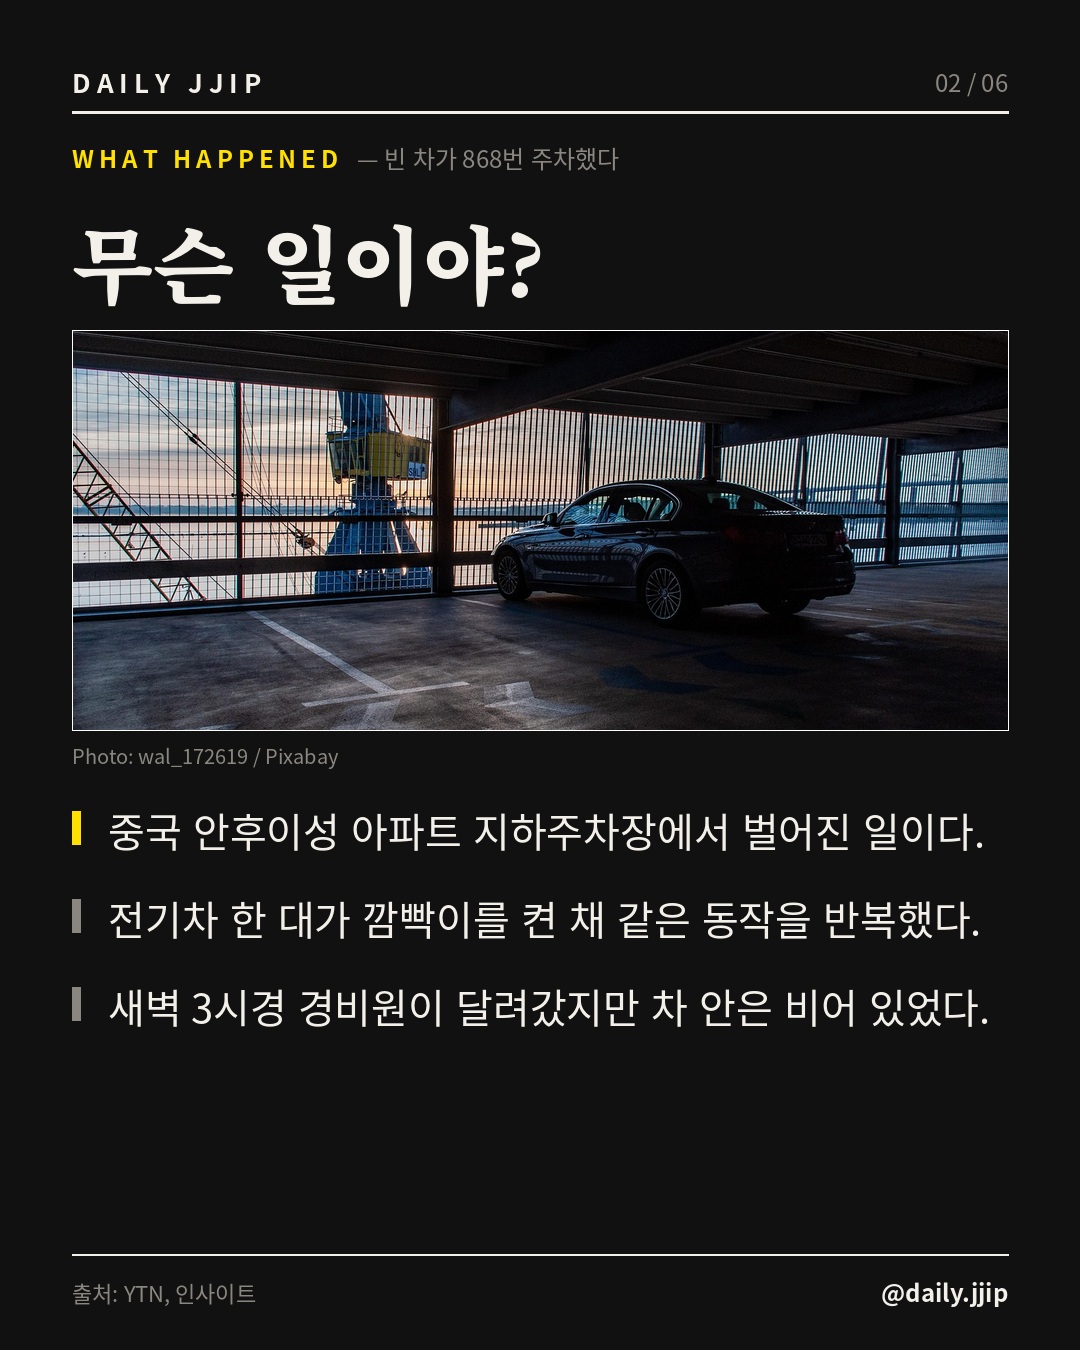 DAILY JJIP
02 / 06
WHAT HAPPENED — 빈 차가 868번 주차했다
무슨 일이야?
Photo: wal_172619 / Pixabay
중국 안후이성 아파트 지하주차장에서 벌어진 일이다.
전기차 한 대가 깜빡이를 켠 채 같은 동작을 반복했다.
새벽 3시경 경비원이 달려갔지만 차 안은 비어 있었다.
출처: YTN, 인사이트
@daily.jjip